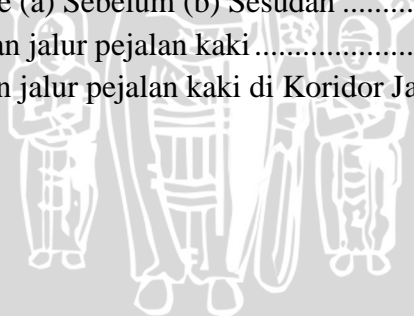 e (a) Sebelum (b) Sesudah ..........
an jalur pejalan kaki....................
n jalur pejalan kaki di Koridor Ja